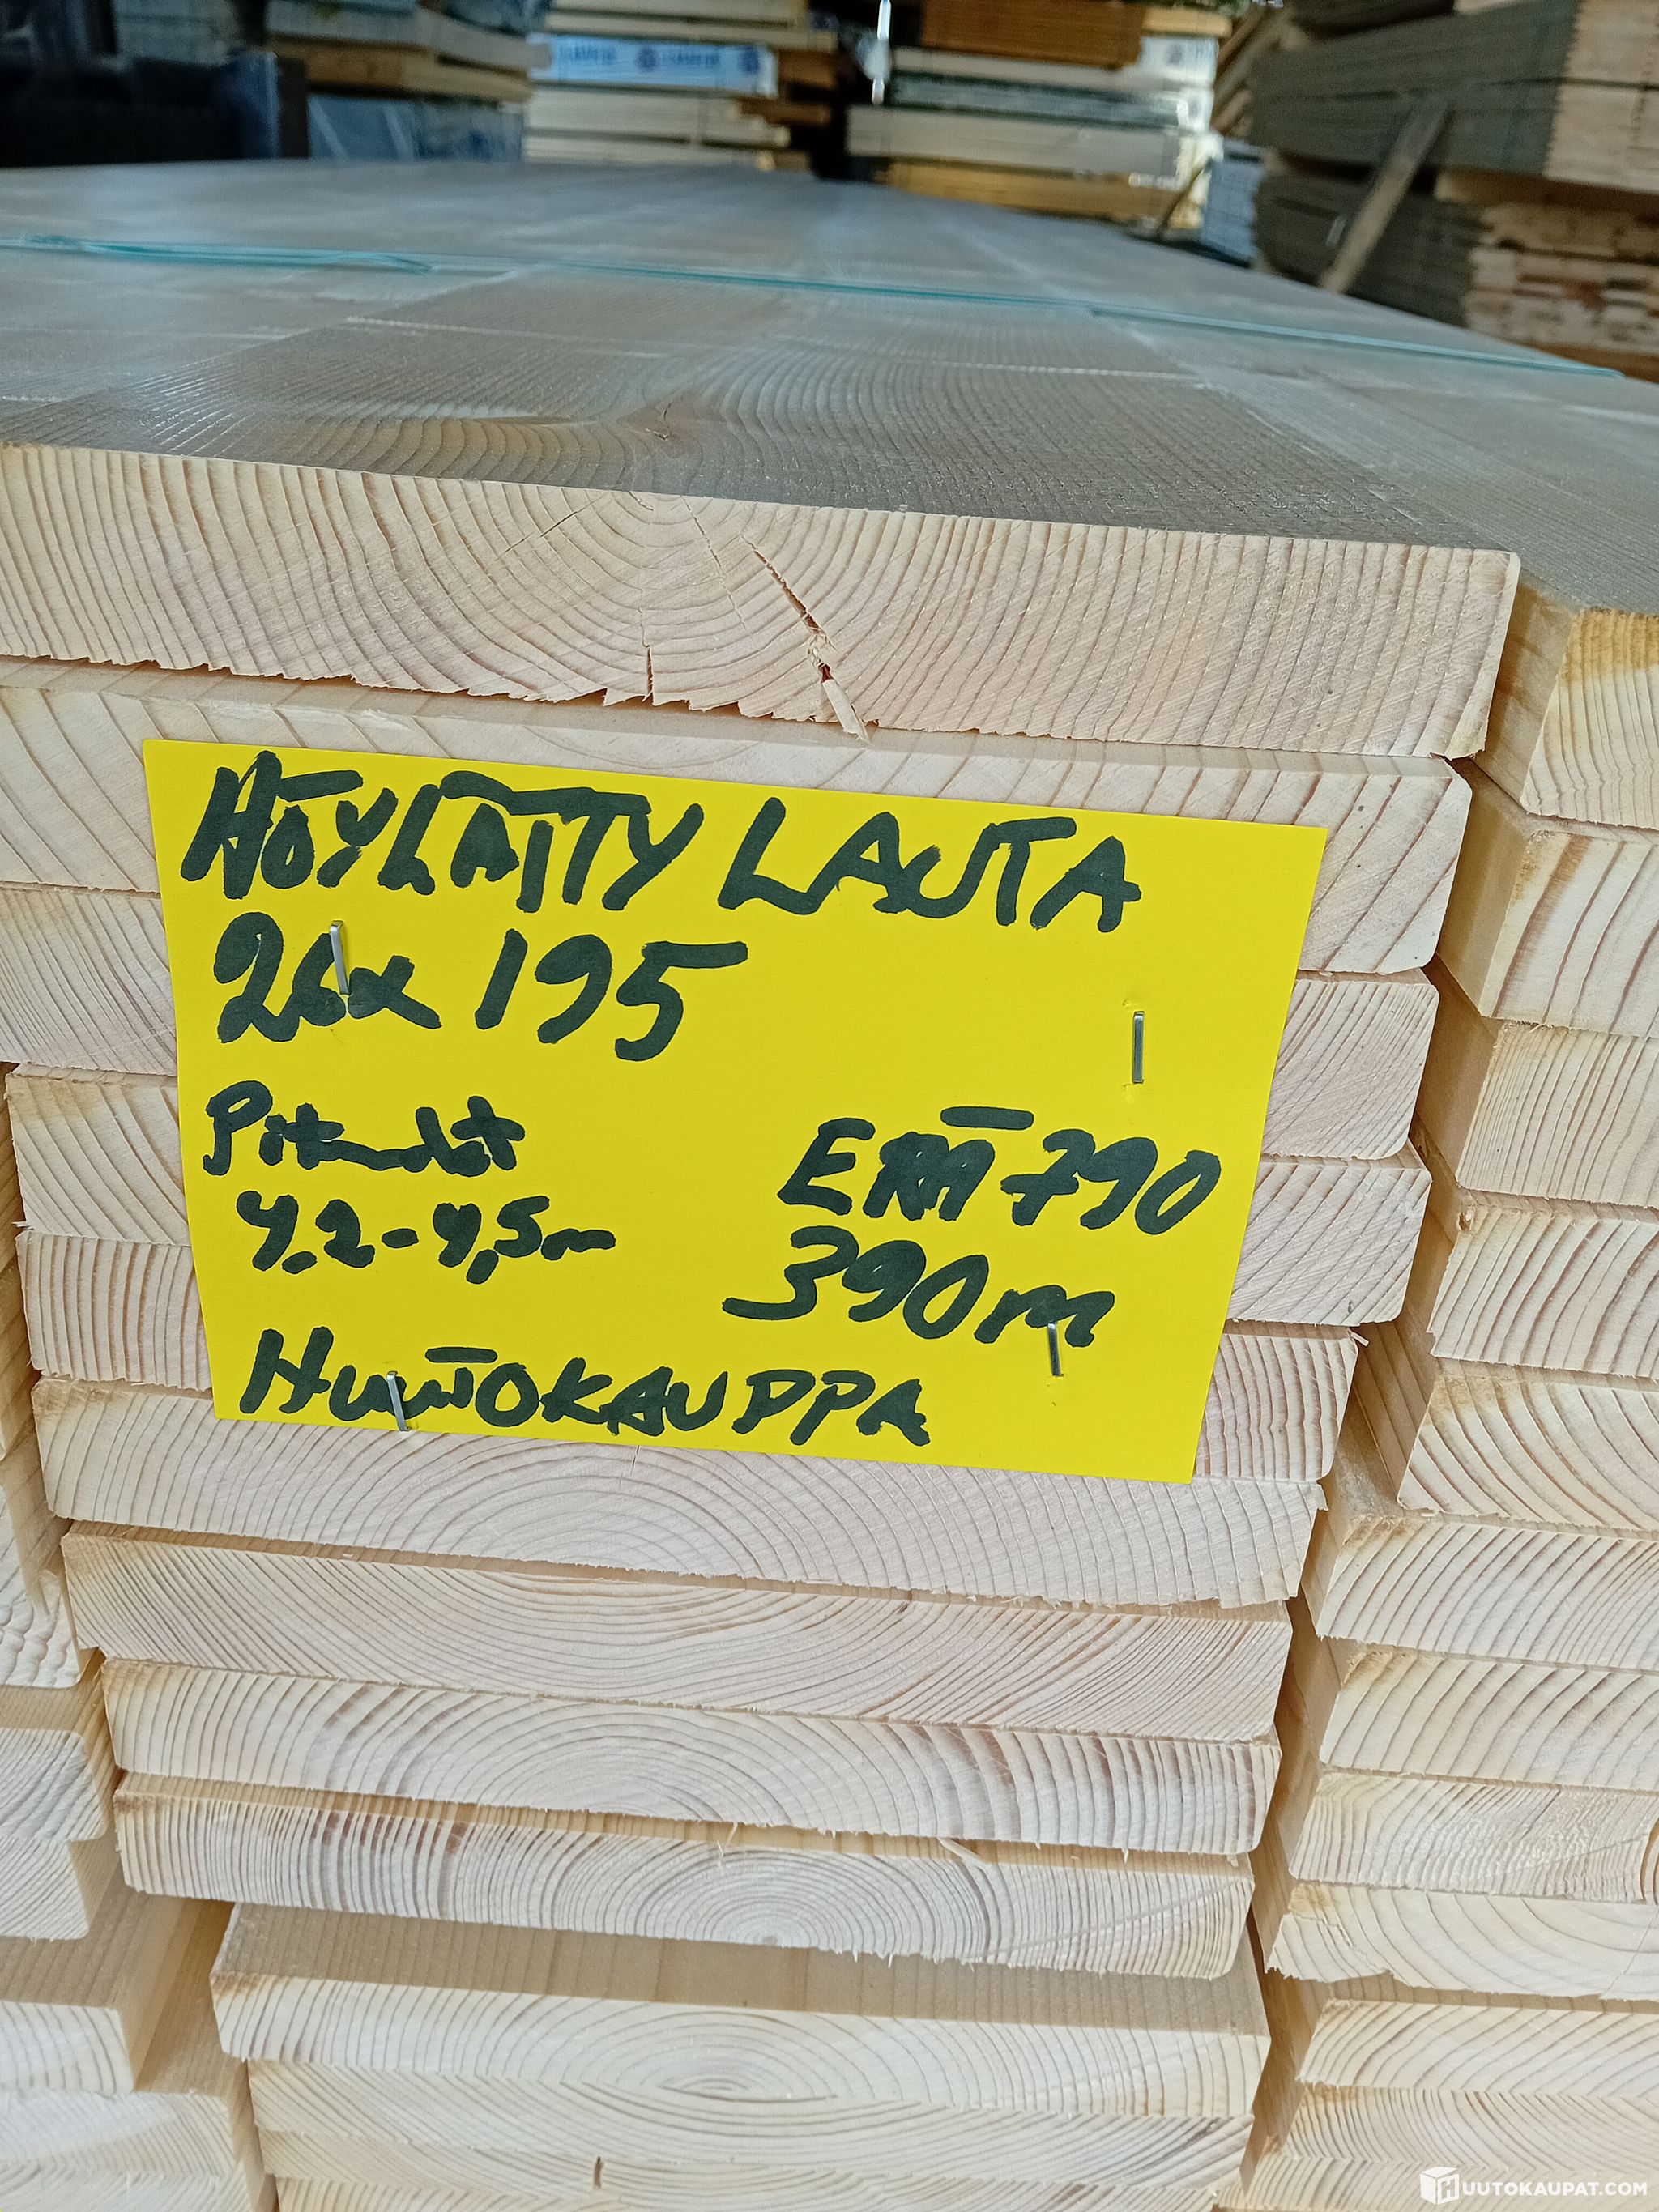 HÖYLÄTTY LAUTA
26x195
Pituudet
4,2-4,5m
ERÄ 790
390m
HUUTOKAUPPA
HUUTOKAUPAT.COM